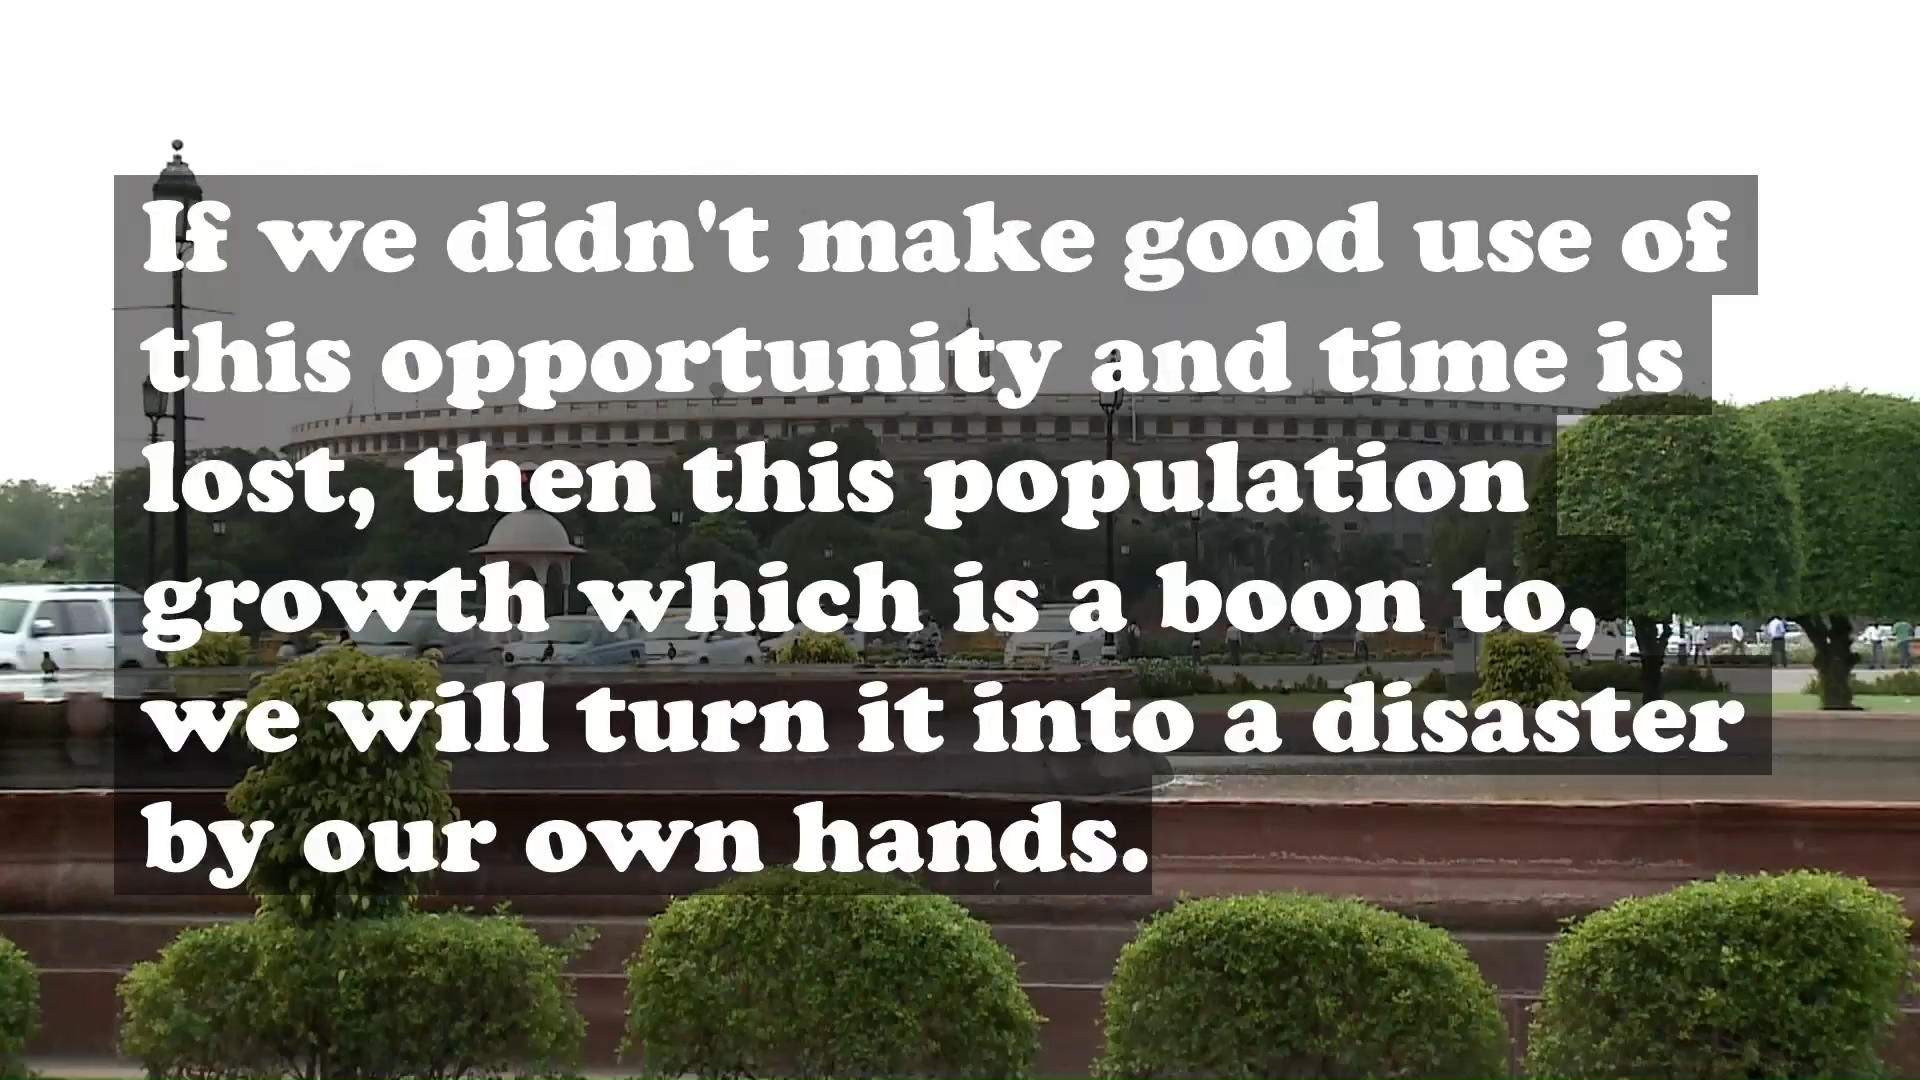 If we didn't make good use of
this opportunity and time is
lost, then this population
growth which is a boon to,
we will turn it into a disaster
by our own hands.